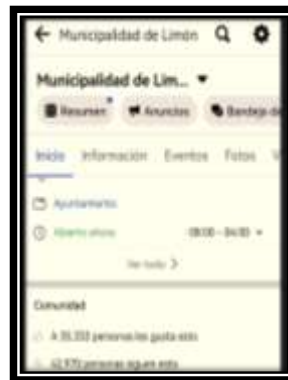 Municipalidad de Limón
Municipalidad de Lim...
Resumen Anuncios Bandeja de
Inicio Información Eventos Fotos V
Ayuntamiento
Abierto ahora 08:00 - 04:00
Ver todo
Comunidad
A personas les gusta esto
personas siguen esto